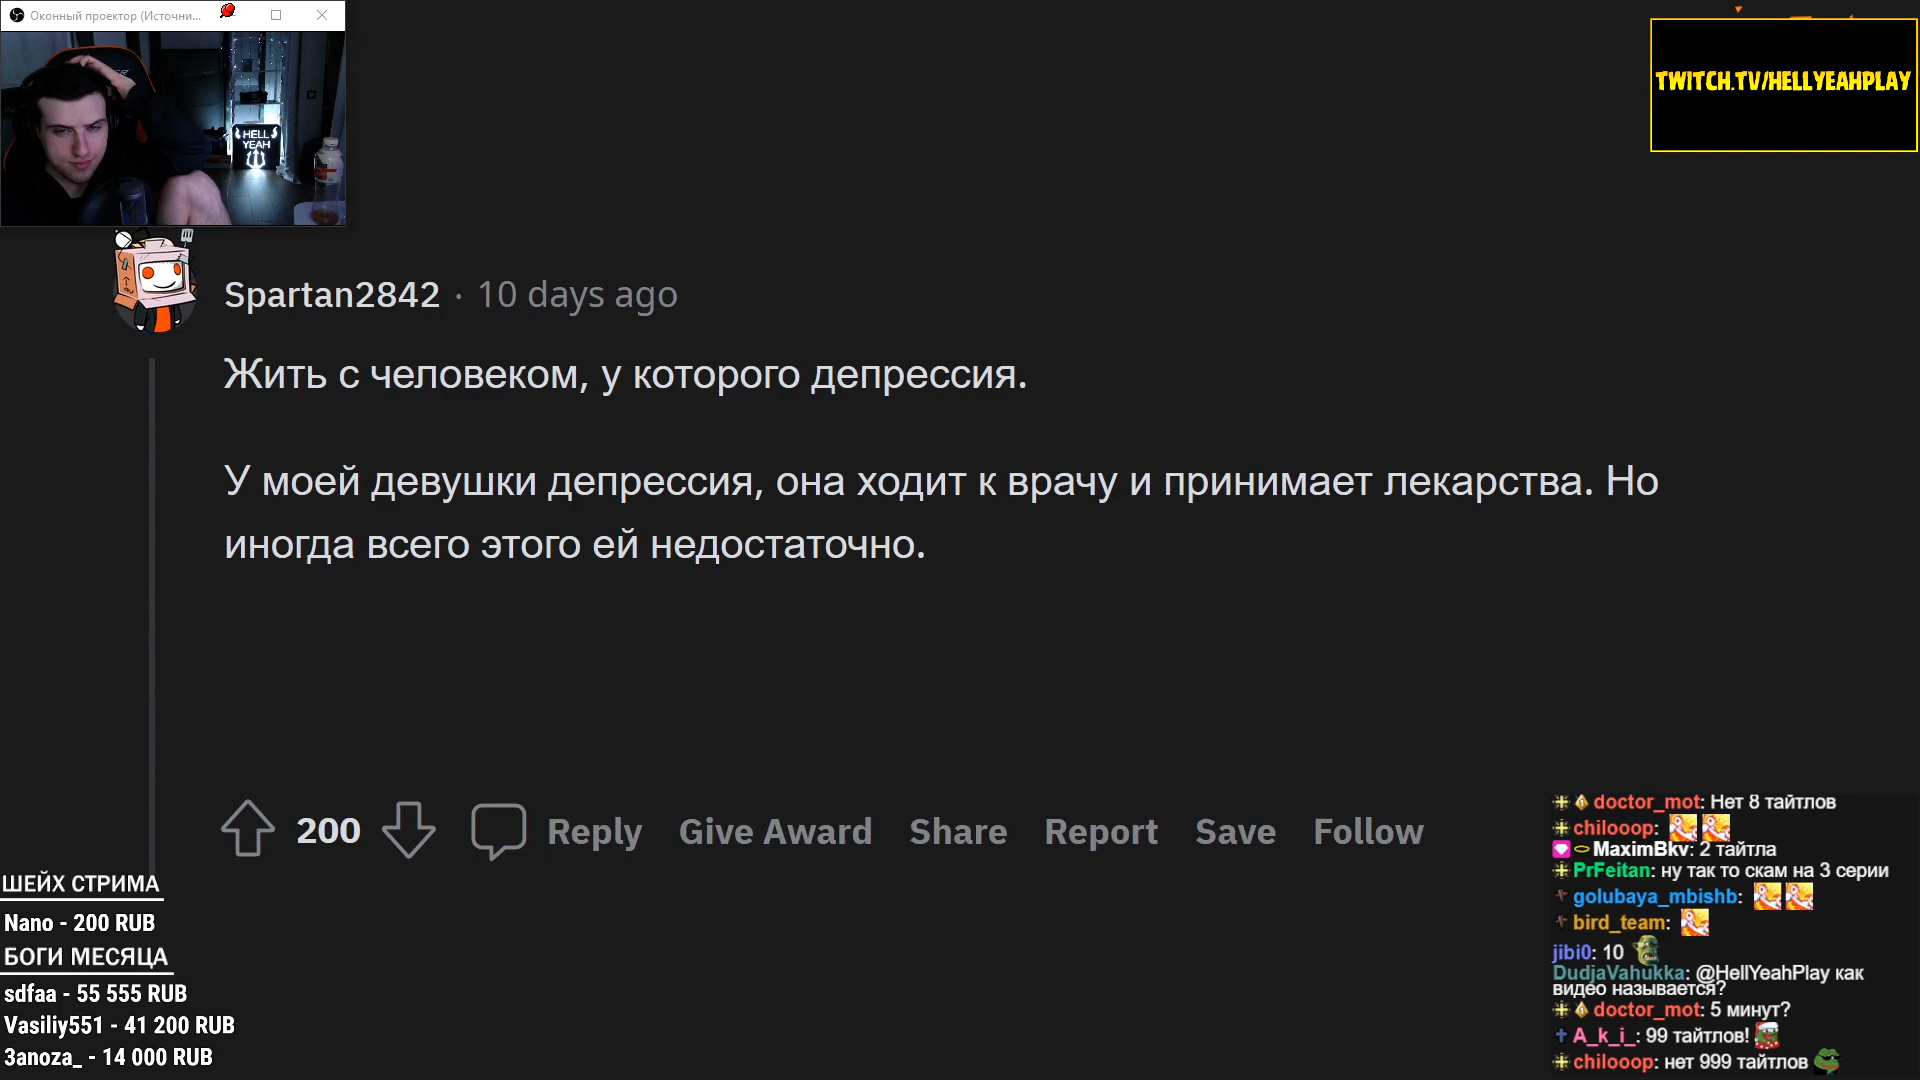 Оконный проектор (Источни...
HELL
YEAH
TWITCH.TV/HELLYEAHPLAY
Spartan2842 · 10 days ago
Жить с человеком, у которого депрессия.
У моей девушки депрессия, она ходит к врачу и принимает лекарства. Но
иногда всего этого ей недостаточно.
200 Reply Give Award Share Report Save Follow
ШЕЙХ СТРИМА
Nano - 200 RUB
БОГИ МЕСЯЦА
sdfaa - 55 555 RUB
Vasiliy551 - 41 200 RUB
3anoza_ - 14 000 RUB
doctor_mot: Нет 8 тайтлов
chilooop:
MaximBkv: 2 тайтла
PrFeitan: ну так то скам на 3 серии
golubaya_mbishb:
bird_team:
jibi0: 10
DudjaVahukka: @HellYeahPlay как
видео называется?
doctor_mot: 5 минут?
A_k_i_: 99 тайтлов!
chilooop: нет 999 тайтлов